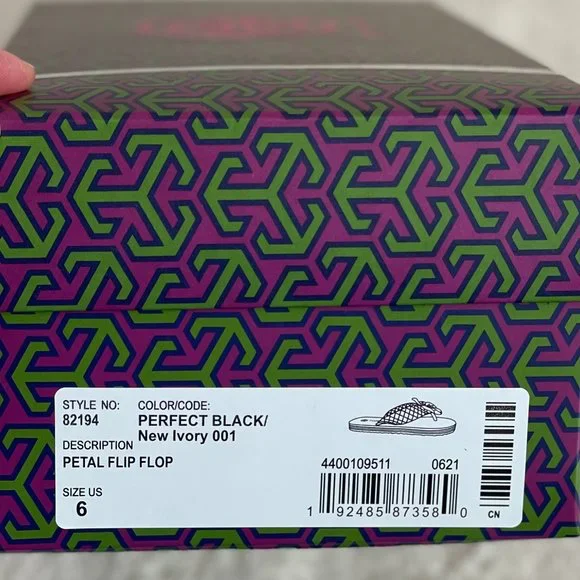 STYLE NO: COLOR/CODE:
82194 PERFECT BLACK/
New Ivory 001
DESCRIPTION
PETAL FLIP FLOP
SIZE US
6
4400109511 0621
1 92485 87358 0
CN